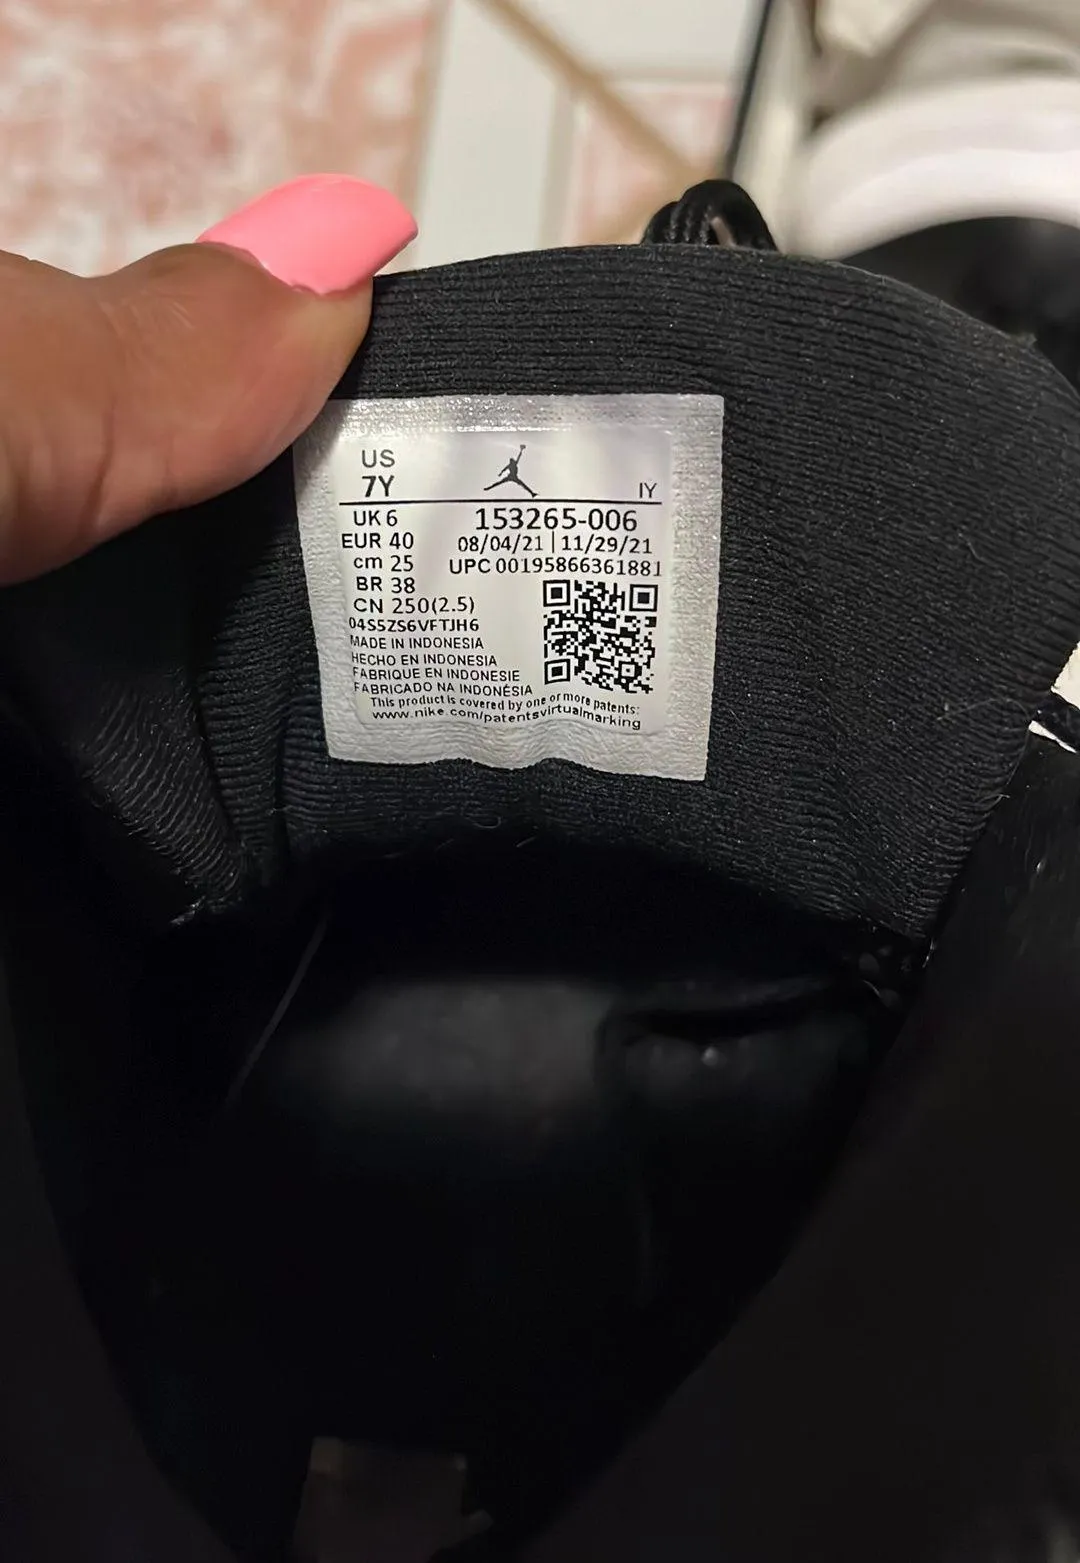 US
7Y
IY
UK 6
EUR 40
cm 25
BR 38
CN 250(2.5)
153265-006
08/04/21 | 11/29/21
UPC 00195866361881
04S5ZS6VFTJH6
MADE IN INDONESIA
HECHO EN INDONESIA
FABRIQUE EN INDONESIE
FABRICADO NA INDONÉSIA
This product is covered by one or more patents:
www.nike.com/patentsvirtualmarking